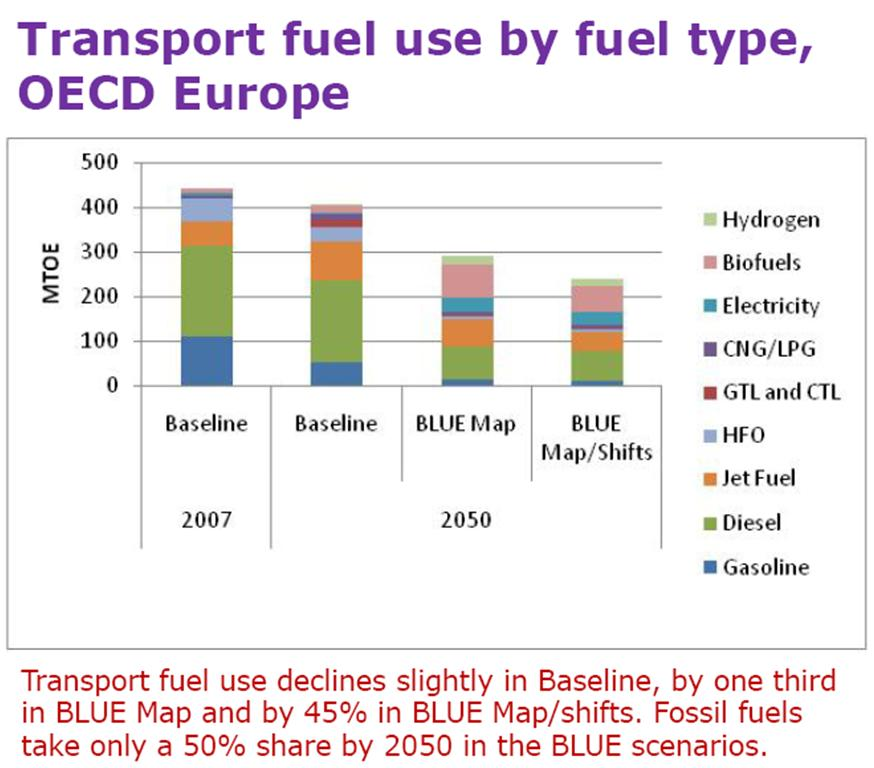 Transport fuel use by fuel type,
OECD Europe
500
400
300
200
100
0
MTOE
Baseline
Baseline
BLUE Map
BLUE
Map/Shifts
2007
2050
Hydrogen
Biofuels
Electricity
CNG/LPG
GTL and CTL
HFO
Jet Fuel
Diesel
Gasoline
Transport fuel use declines slightly in Baseline, by one third
in BLUE Map and by 45% in BLUE Map/shifts. Fossil fuels
take only a 50% share by 2050 in the BLUE scenarios.